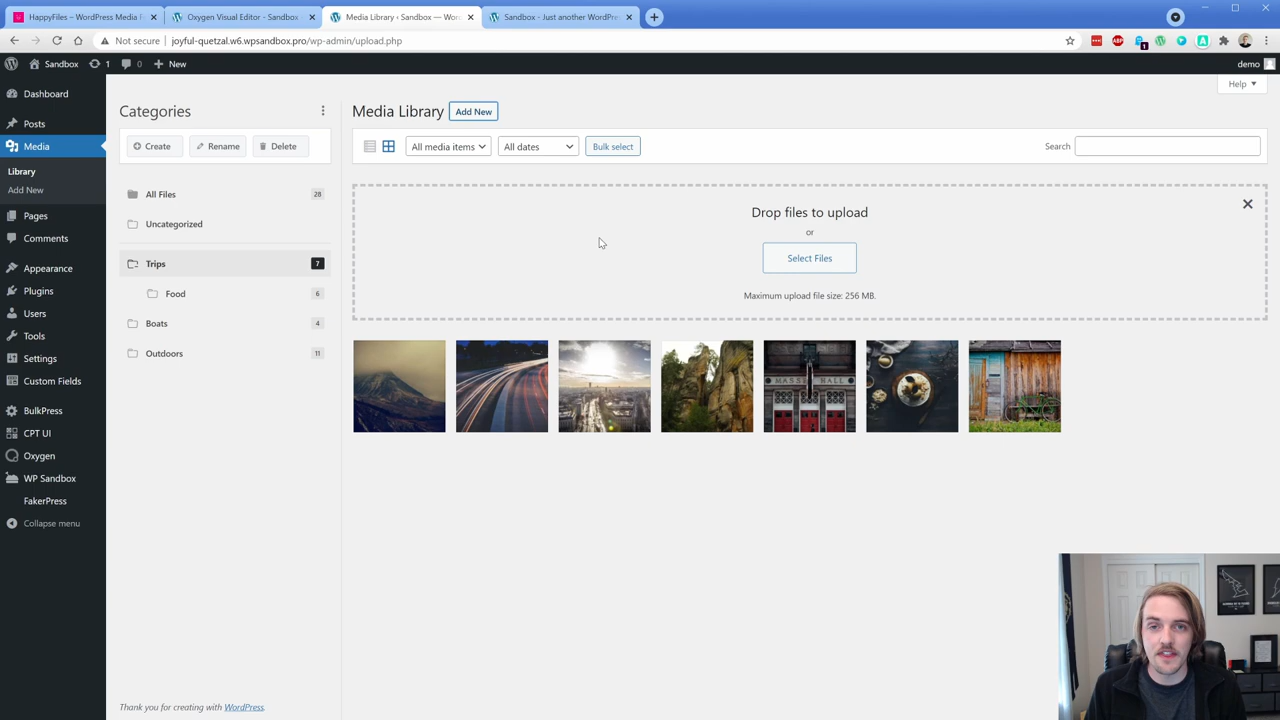 HappyFiles – WordPress Media F
Oxygen Visual Editor - Sandbox
Media Library ‹ Sandbox — Wor
Sandbox - Just another WordPre
Not secure
joyful-quetzal.w6.wpsandbox.pro/wp-admin/upload.php
ABP
1
Sandbox
1
0
New
demo
Help
Dashboard
Posts
Media
Library
Add New
Pages
Comments
Appearance
Plugins
Users
Tools
Settings
Custom Fields
BulkPress
CPT UI
Oxygen
WP Sandbox
FakerPress
Collapse menu
Categories
Create
Rename
Delete
All Files
28
Uncategorized
Trips
7
Food
6
Boats
4
Outdoors
11
Media Library
Add New
All media items
All dates
Bulk select
Search
Drop files to upload
or
Select Files
Maximum upload file size: 256 MB.
MASSEY HALL
Thank you for creating with WordPress.